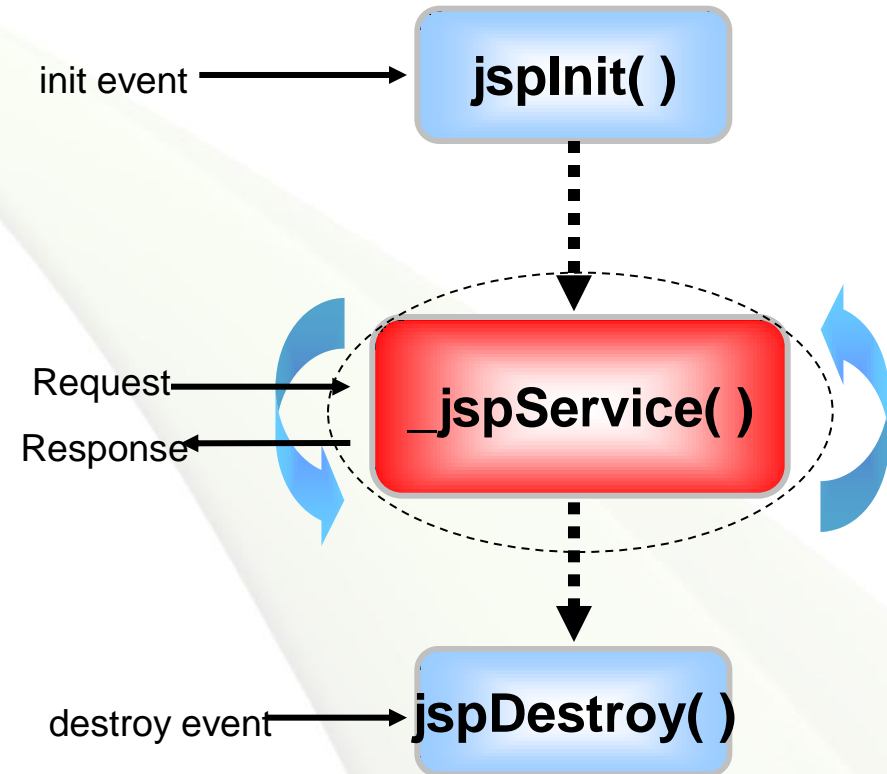 init event
jspInit( )
Request
_jspService( )
Response
destroy event
jspDestroy( )